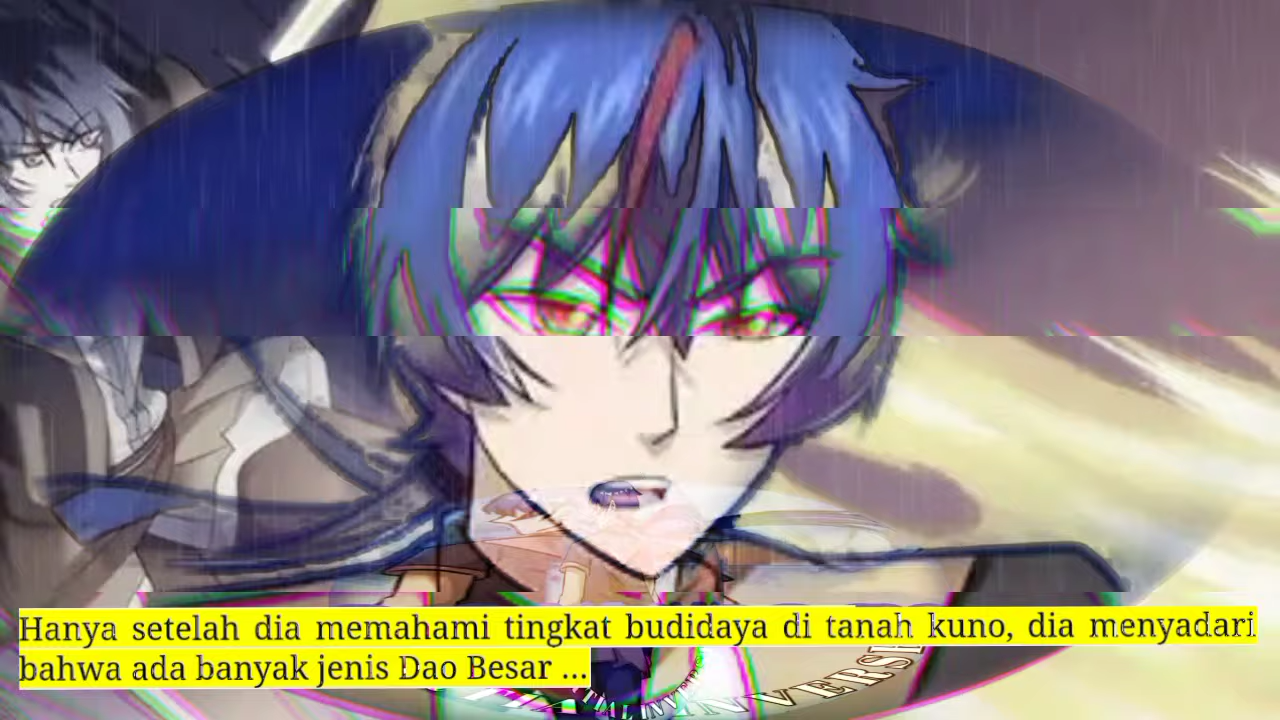 Hanya setelah dia memahami tingkat budidaya di tanah kuno, dia menyadari
bahwa ada banyak jenis Dao Besar ...